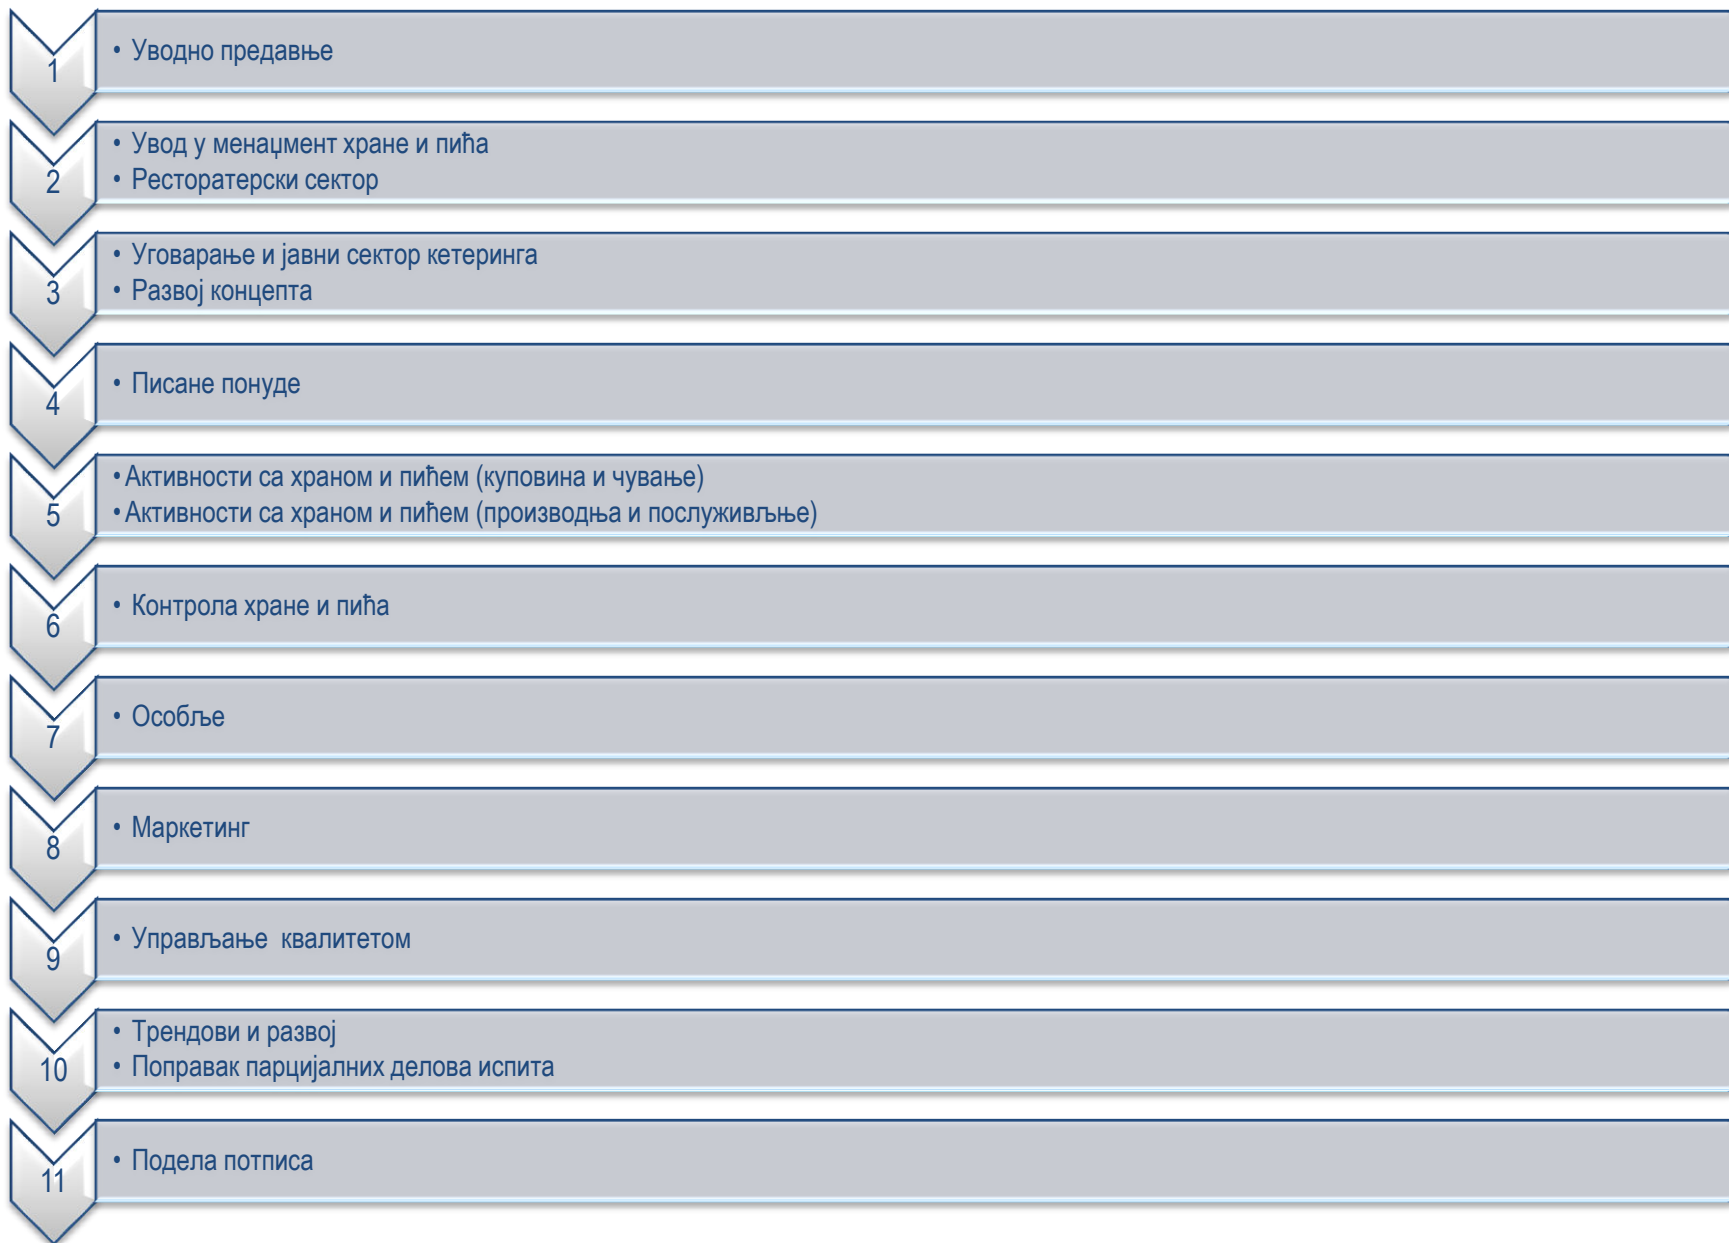 1
• Уводно предавње
2
• Увод у менаџмент хране и пића
• Ресторатерски сектор
3
• Уговарање и јавни сектор кетеринга
• Развој концепта
4
• Писане понуде
5
• Активности са храном и пићем (куповина и чување)
• Активности са храном и пићем (производња и послуживљње)
6
• Контрола хране и пића
7
• Особље
8
• Маркетинг
9
• Управљање квалитетом
10
• Трендови и развој
• Поправак парцијалних делова испита
11
• Подела потписа